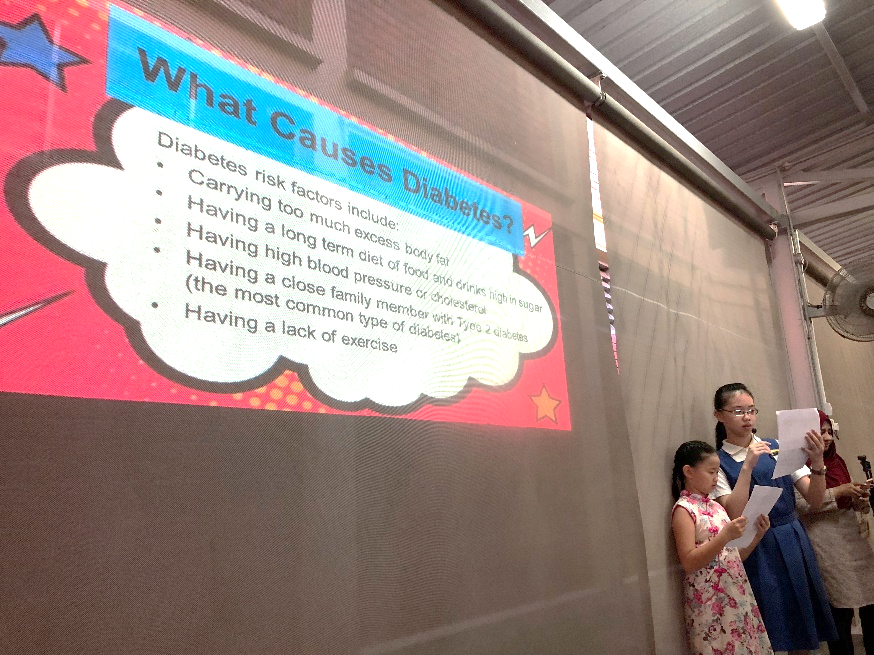 What Causes Diabetes?
Diabetes risk factors include:
• Carrying too much excess body fat
• Having a long term diet of food and drinks high in sugar
• Having high blood pressure or cholesterol
• Having a close family member with Type 2 diabetes
(the most common type of diabetes)
• Having a lack of exercise